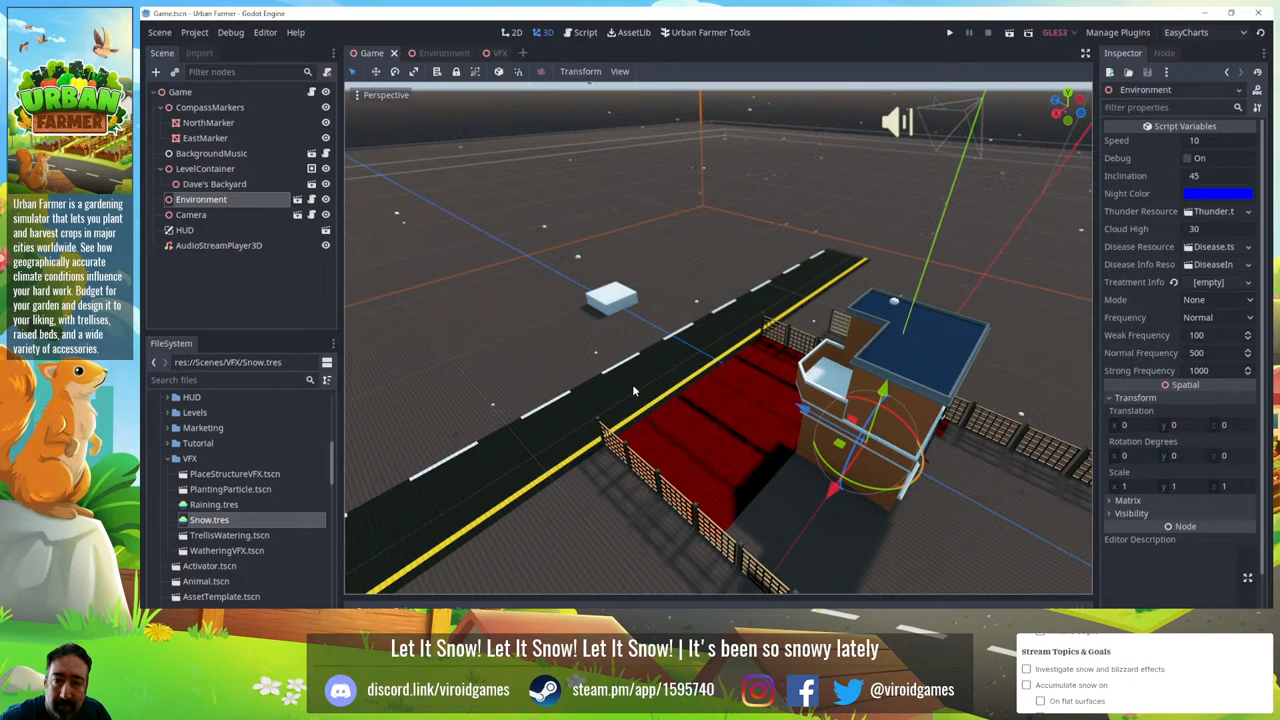 Game.tscn - Urban Farmer - Godot Engine
Scene Project Debug Editor Help
2D 3D Script AssetLib Urban Farmer Tools
GLES3 Manage Plugins EasyCharts
URBAN
FARMER
Urban Farmer is a gardening
simulator that lets you plant
and harvest crops in major
cities worldwide. See how
geographically accurate
climate conditions influence
your hard work. Budget for
your garden and design it to
your liking, with trellises,
raised beds, and a wide
variety of accessories.
Scene Import
Filter nodes
Game
CompassMarkers
NorthMarker
EastMarker
BackgroundMusic
LevelContainer
Dave's Backyard
Environment
Camera
HUD
AudioStreamPlayer3D
FileSystem
res://Scenes/VFX/Snow.tres
Search files
HUD
Levels
Marketing
Tutorial
VFX
PlaceStructureVFX.tscn
PlantingParticle.tscn
Raining.tres
Snow.tres
TrellisWatering.tscn
WatheringVFX.tscn
Activator.tscn
Animal.tscn
AssetTemplate.tscn
Game Environment VFX
Transform View
Perspective
Inspector Node
Environment
Filter properties
Script Variables
Speed 10
Debug On
Inclination 45
Night Color
Thunder Resource Thunder.t
Cloud High 30
Disease Resource Disease.ts
Disease Info Reso DiseaseIn
Treatment Info [empty]
Mode None
Frequency Normal
Weak Frequency 100
Normal Frequency 500
Strong Frequency 1000
Spatial
Transform
Translation
x 0 y 0 z 0
Rotation Degrees
x 0 y 0 z 0
Scale
x 1 y 1 z 1
Matrix
Visibility
Node
Editor Description
Let It Snow! Let It Snow! Let It Snow! | It's been so snowy lately
discord.link/viroidgames steam.pm/app/1595740 @viroidgames
Stream Topics & Goals
Investigate snow and blizzard effects
Accumulate snow on
On flat surfaces